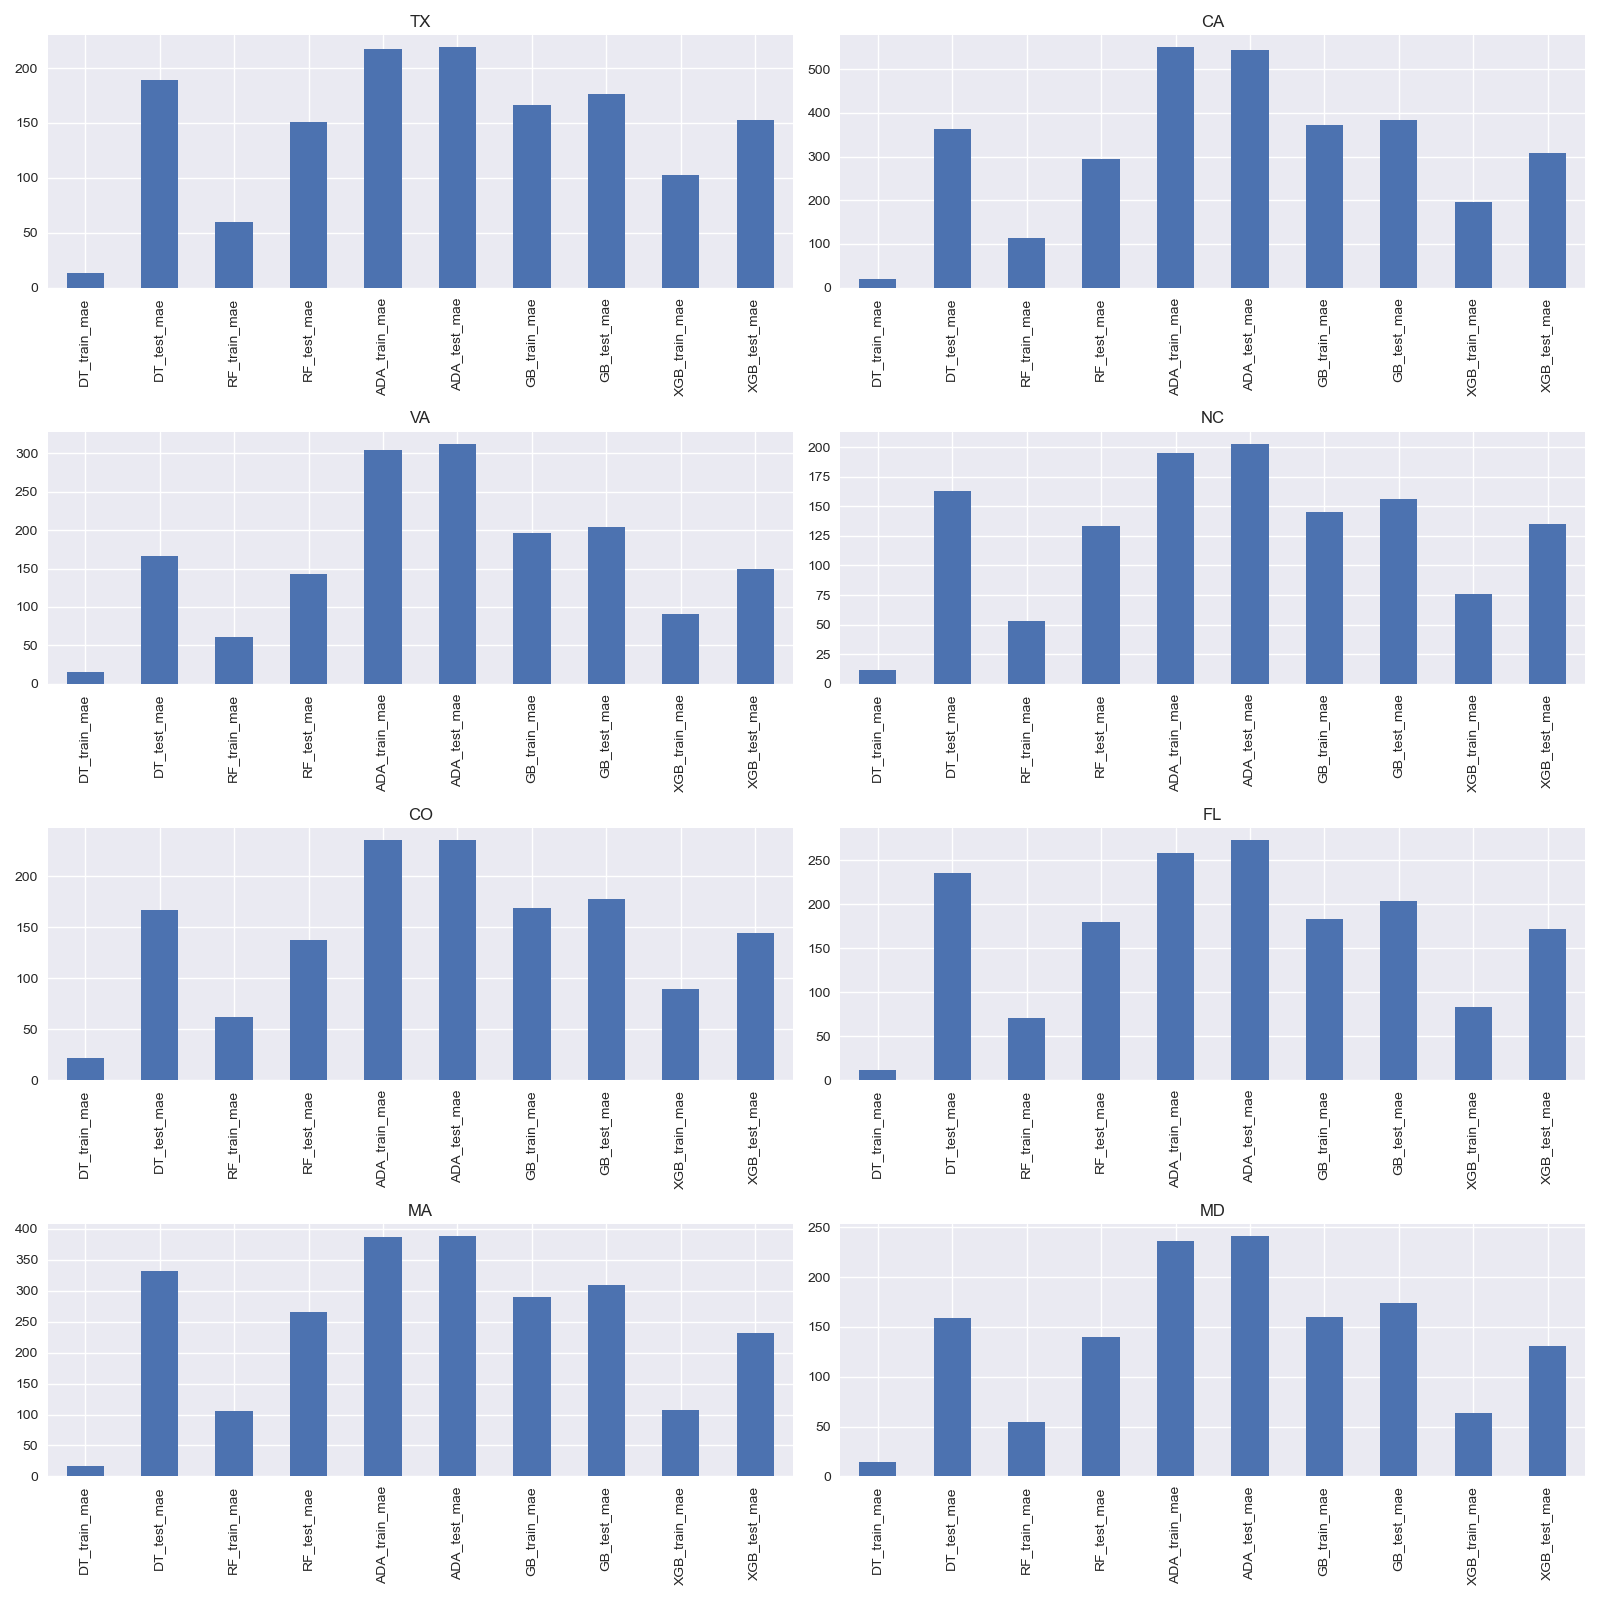 TX
200
150
100
50
0
DT_train_mae
DT_test_mae
RF_train_mae
RF_test_mae
ADA_train_mae
ADA_test_mae
GB_train_mae
GB_test_mae
XGB_train_mae
XGB_test_mae
CA
500
400
300
200
100
0
DT_train_mae
DT_test_mae
RF_train_mae
RF_test_mae
ADA_train_mae
ADA_test_mae
GB_train_mae
GB_test_mae
XGB_train_mae
XGB_test_mae
VA
300
250
200
150
100
50
0
DT_train_mae
DT_test_mae
RF_train_mae
RF_test_mae
ADA_train_mae
ADA_test_mae
GB_train_mae
GB_test_mae
XGB_train_mae
XGB_test_mae
NC
200
175
150
125
100
75
50
25
0
DT_train_mae
DT_test_mae
RF_train_mae
RF_test_mae
ADA_train_mae
ADA_test_mae
GB_train_mae
GB_test_mae
XGB_train_mae
XGB_test_mae
CO
200
150
100
50
0
DT_train_mae
DT_test_mae
RF_train_mae
RF_test_mae
ADA_train_mae
ADA_test_mae
GB_train_mae
GB_test_mae
XGB_train_mae
XGB_test_mae
FL
250
200
150
100
50
0
DT_train_mae
DT_test_mae
RF_train_mae
RF_test_mae
ADA_train_mae
ADA_test_mae
GB_train_mae
GB_test_mae
XGB_train_mae
XGB_test_mae
MA
400
350
300
250
200
150
100
50
0
DT_train_mae
DT_test_mae
RF_train_mae
RF_test_mae
ADA_train_mae
ADA_test_mae
GB_train_mae
GB_test_mae
XGB_train_mae
XGB_test_mae
MD
250
200
150
100
50
0
DT_train_mae
DT_test_mae
RF_train_mae
RF_test_mae
ADA_train_mae
ADA_test_mae
GB_train_mae
GB_test_mae
XGB_train_mae
XGB_test_mae